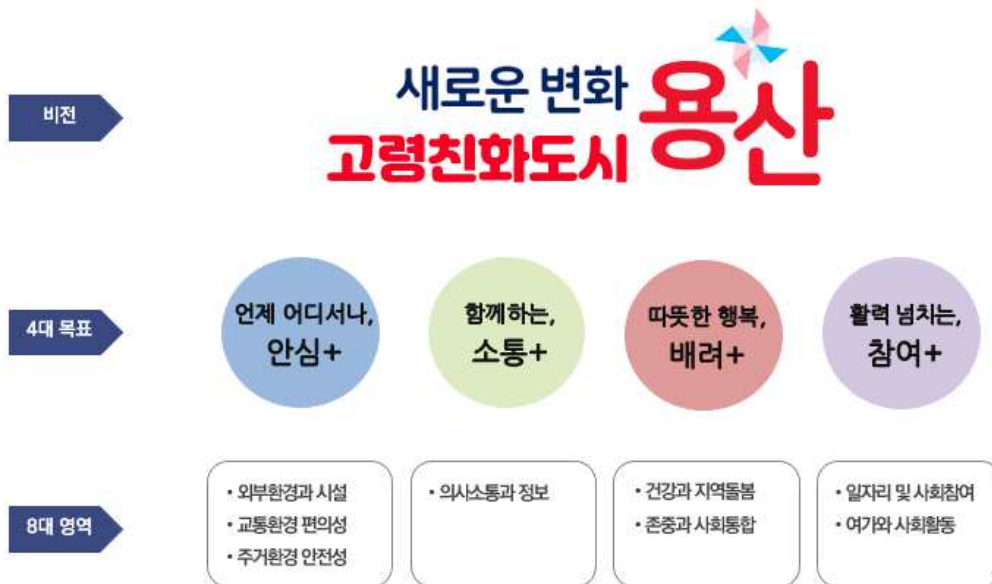 비전
새로운 변화
고령친화도시
용산
4대 목표
언제 어디서나,
안심+
함께하는,
소통+
따뜻한 행복,
배려+
활력 넘치는,
참여+
8대 영역
• 외부환경과 시설
• 교통환경 편의성
• 주거환경 안전성
• 의사소통과 정보
• 건강과 지역돌봄
• 존중과 사회통합
• 일자리 및 사회참여
• 여가와 사회활동